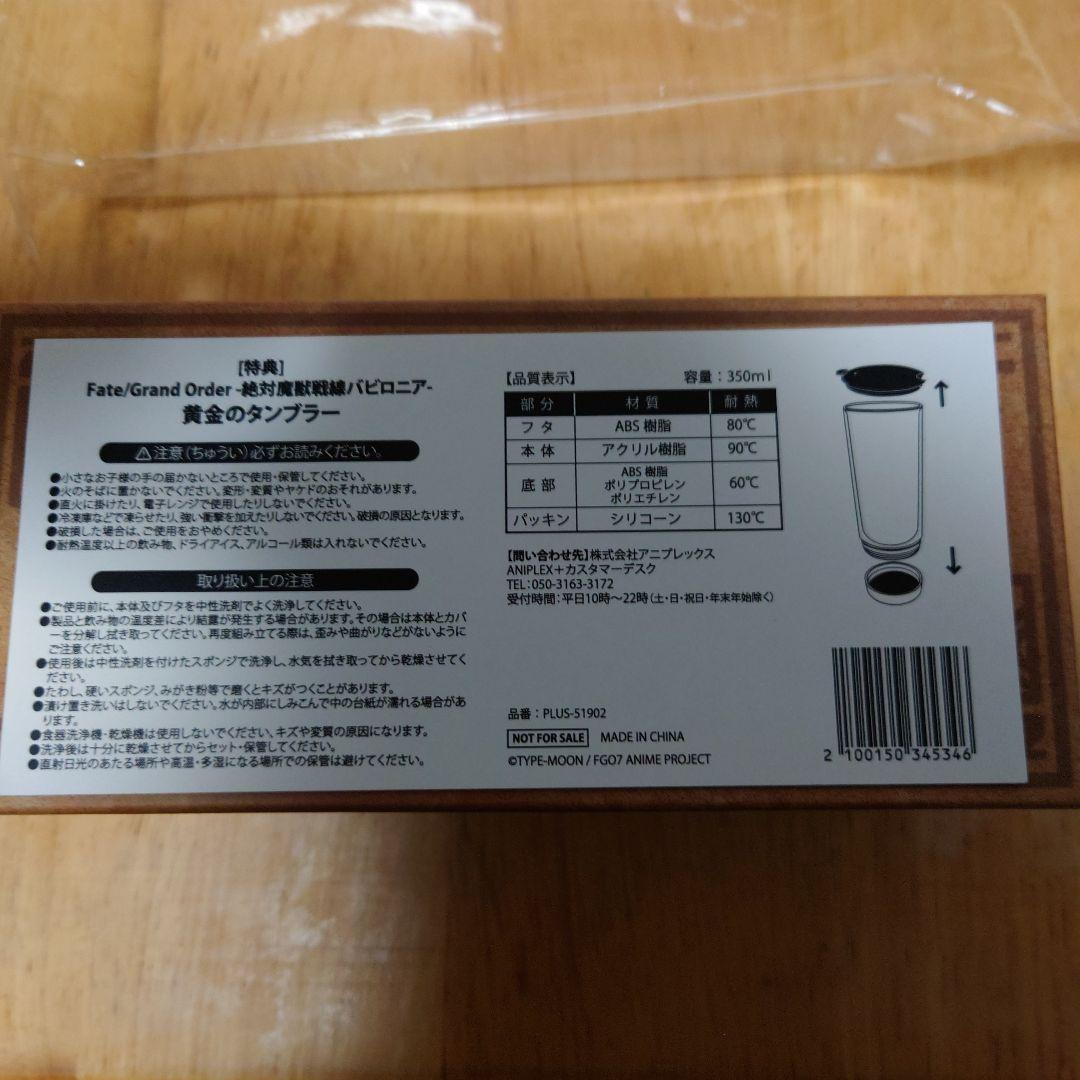 [特典]
Fate/Grand Order -絶対魔獣戦線バビロニア-
黄金のタンブラー
⚠注意(ちゅうい)必ずお読みください。
●小さなお子様の手の届かないところで使用・保管してください。
●火のそばに置かないでください。変形・変質やヤケドのおそれがあります。
●直火に掛けたり、電子レンジで使用したりしないでください。
●冷凍庫などで凍らせたり、強い衝撃を加えたりしないでください。破損の原因となります。
●破損した場合は、ご使用をおやめください。
●耐熱温度以上の飲み物、ドライアイス、アルコール類は入れないでください。
取り扱い上の注意
●ご使用前に、本体及びフタを中性洗剤でよく洗浄してください。
●製品と飲み物の温度差により結露が発生する場合があります。その場合は本体とカバ
ーを分解し拭き取ってください。再度組み立てる際は、歪みや曲がりなどがないように
ご注意ください。
●使用後は中性洗剤を付けたスポンジで洗浄し、水気を拭き取ってから乾燥させてく
ださい。
●たわし、硬いスポンジ、みがき粉等で磨くとキズがつくことがあります。
●漬け置き洗いはしないでください。水が内部にしみこんで中の台紙が濡れる場合があ
ります。
●食器洗浄機・乾燥機は使用しないでください。キズや変質の原因になります。
●洗浄後は十分に乾燥させてからセット・保管してください。
●直射日光のあたる場所や高温・多湿になる場所での保管は避けてください。
【品質表示】 容量：350ml
部分 材質 耐熱
フタ ABS樹脂 80℃
本体 アクリル樹脂 90℃
底部 ABS樹脂 ポリプロピレン ポリエチレン 60℃
パッキン シリコーン 130℃
【問い合わせ先】株式会社アニプレックス
ANIPLEX＋カスタマーデスク
TEL：050-3163-3172
受付時間：平日10時～22時(土・日・祝日・年末年始除く)
品番：PLUS-51902
NOT FOR SALE MADE IN CHINA
©TYPE-MOON / FGO7 ANIME PROJECT
2 100150 345346